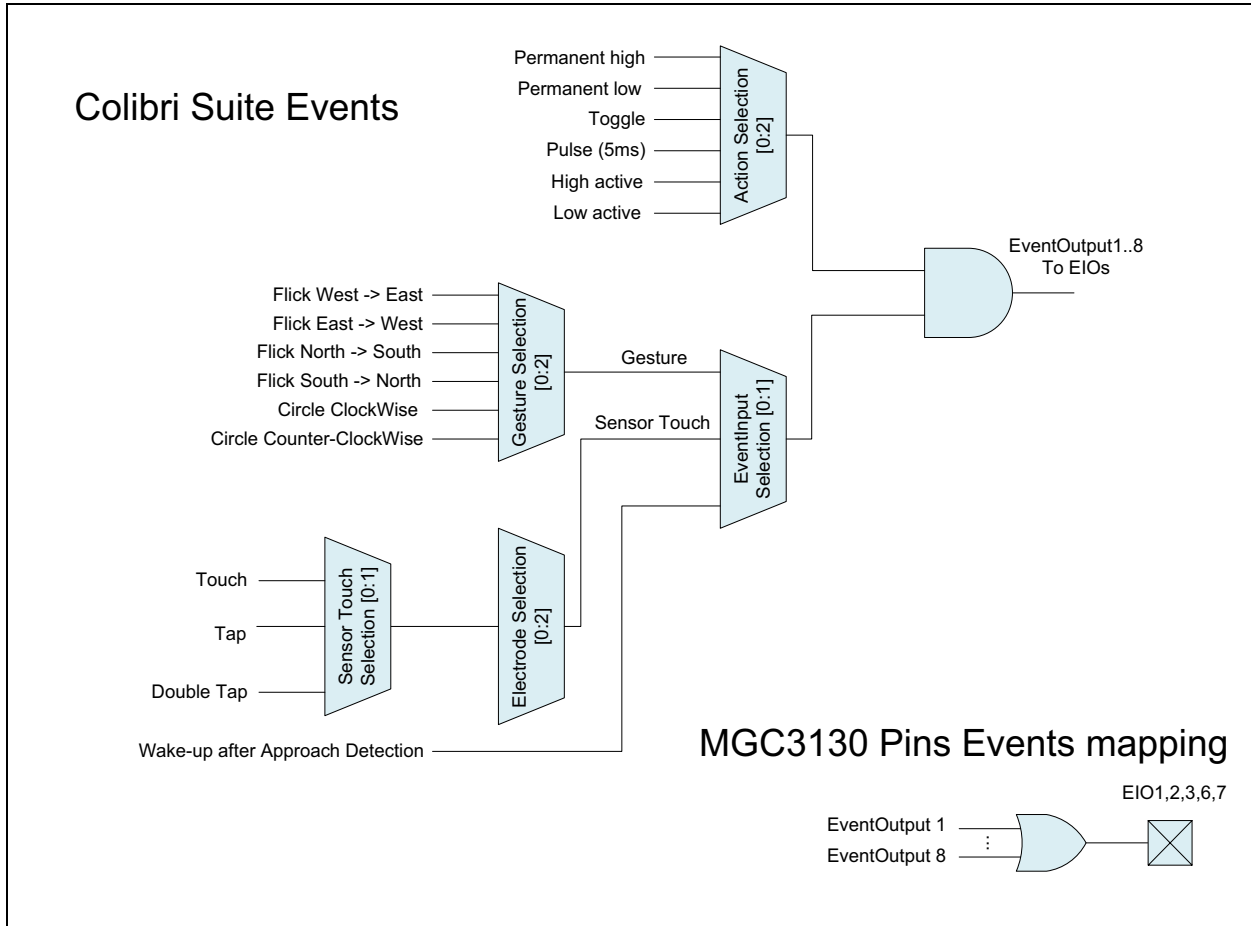 Colibri Suite Events
Permanent high
Permanent low
Toggle
Pulse (5ms)
High active
Low active
Action Selection
[0:2]
EventOutput1..8
To EIOs
Flick West -> East
Flick East -> West
Flick North -> South
Flick South -> North
Circle ClockWise
Circle Counter-ClockWise
Gesture Selection
[0:2]
Gesture
Sensor Touch
EventInput
Selection [0:1]
Touch
Tap
Double Tap
Sensor Touch
Selection [0:1]
Electrode Selection
[0:2]
Wake-up after Approach Detection
MGC3130 Pins Events mapping
EIO1,2,3,6,7
EventOutput 1
...
EventOutput 8